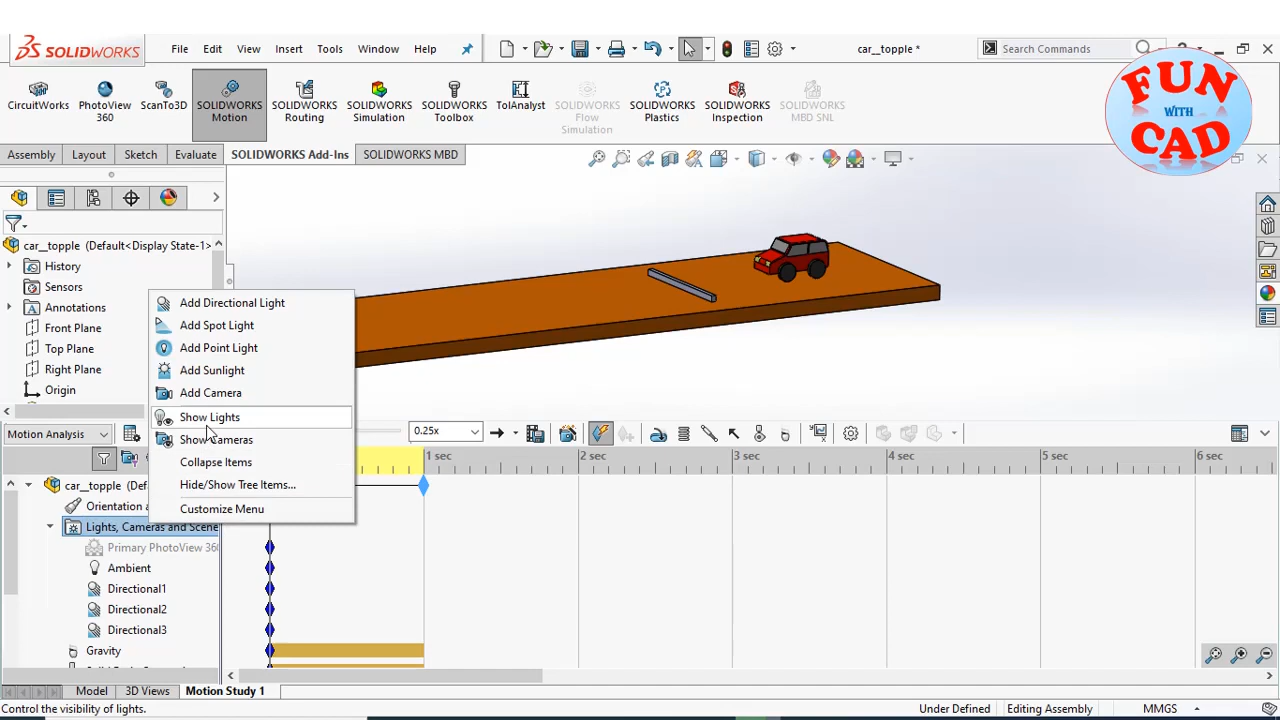 SOLIDWORKS
File Edit View Insert Tools Window Help
car__topple *
Search Commands
CircuitWorks
PhotoView
360
ScanTo3D
SOLIDWORKS
Motion
SOLIDWORKS
Routing
SOLIDWORKS
Simulation
SOLIDWORKS
Toolbox
TolAnalyst
SOLIDWORKS
Flow
Simulation
SOLIDWORKS
Plastics
SOLIDWORKS
Inspection
SOLIDWORKS
MBD SNL
FUN
WITH
CAD
Assembly Layout Sketch Evaluate SOLIDWORKS Add-Ins SOLIDWORKS MBD
car__topple (Default<Display State-1>
History
Sensors
Annotations
Front Plane
Top Plane
Right Plane
Origin
Add Directional Light
Add Spot Light
Add Point Light
Add Sunlight
Add Camera
Show Lights
Show Cameras
Collapse Items
Hide/Show Tree Items...
Customize Menu
Motion Analysis
0.25x
1 sec 2 sec 3 sec 4 sec 5 sec 6 sec
car__topple (Def
Orientation a
Lights, Cameras and Scene
Primary PhotoView 360
Ambient
Directional1
Directional2
Directional3
Gravity
Model 3D Views Motion Study 1
Control the visibility of lights.
Under Defined Editing Assembly MMGS